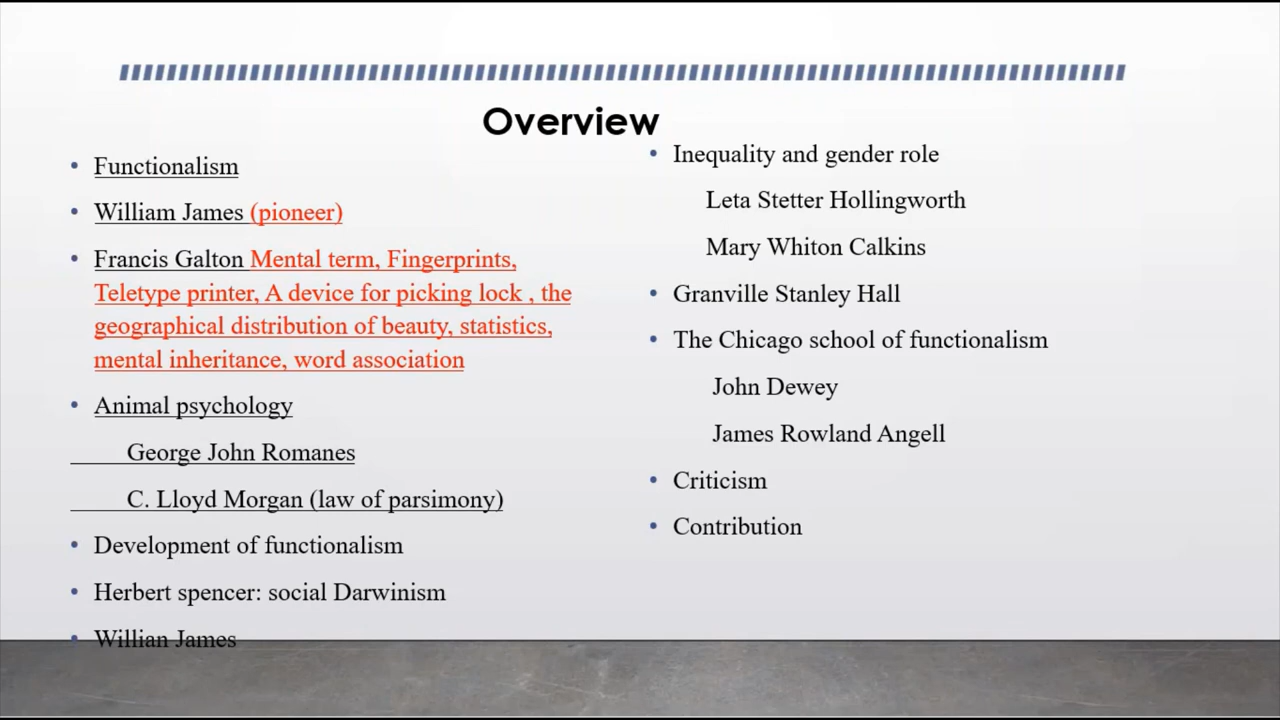 Overview
Functionalism
William James (pioneer)
Francis Galton Mental term, Fingerprints,
Teletype printer, A device for picking lock , the
geographical distribution of beauty, statistics,
mental inheritance, word association
Animal psychology
George John Romanes
C. Lloyd Morgan (law of parsimony)
Development of functionalism
Herbert spencer: social Darwinism
Willian James
Inequality and gender role
Leta Stetter Hollingworth
Mary Whiton Calkins
Granville Stanley Hall
The Chicago school of functionalism
John Dewey
James Rowland Angell
Criticism
Contribution